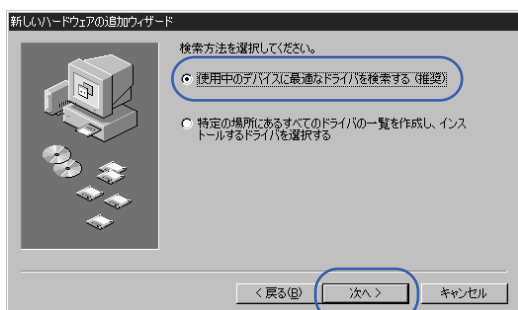 新しいハードウェアの追加ウィザード
検索方法を選択してください。
使用中のデバイスに最適なドライバを検索する (推奨)
特定の場所にあるすべてのドライバの一覧を作成し、インス
トールするドライバを選択する
< 戻る(B)
次へ >
キャンセル